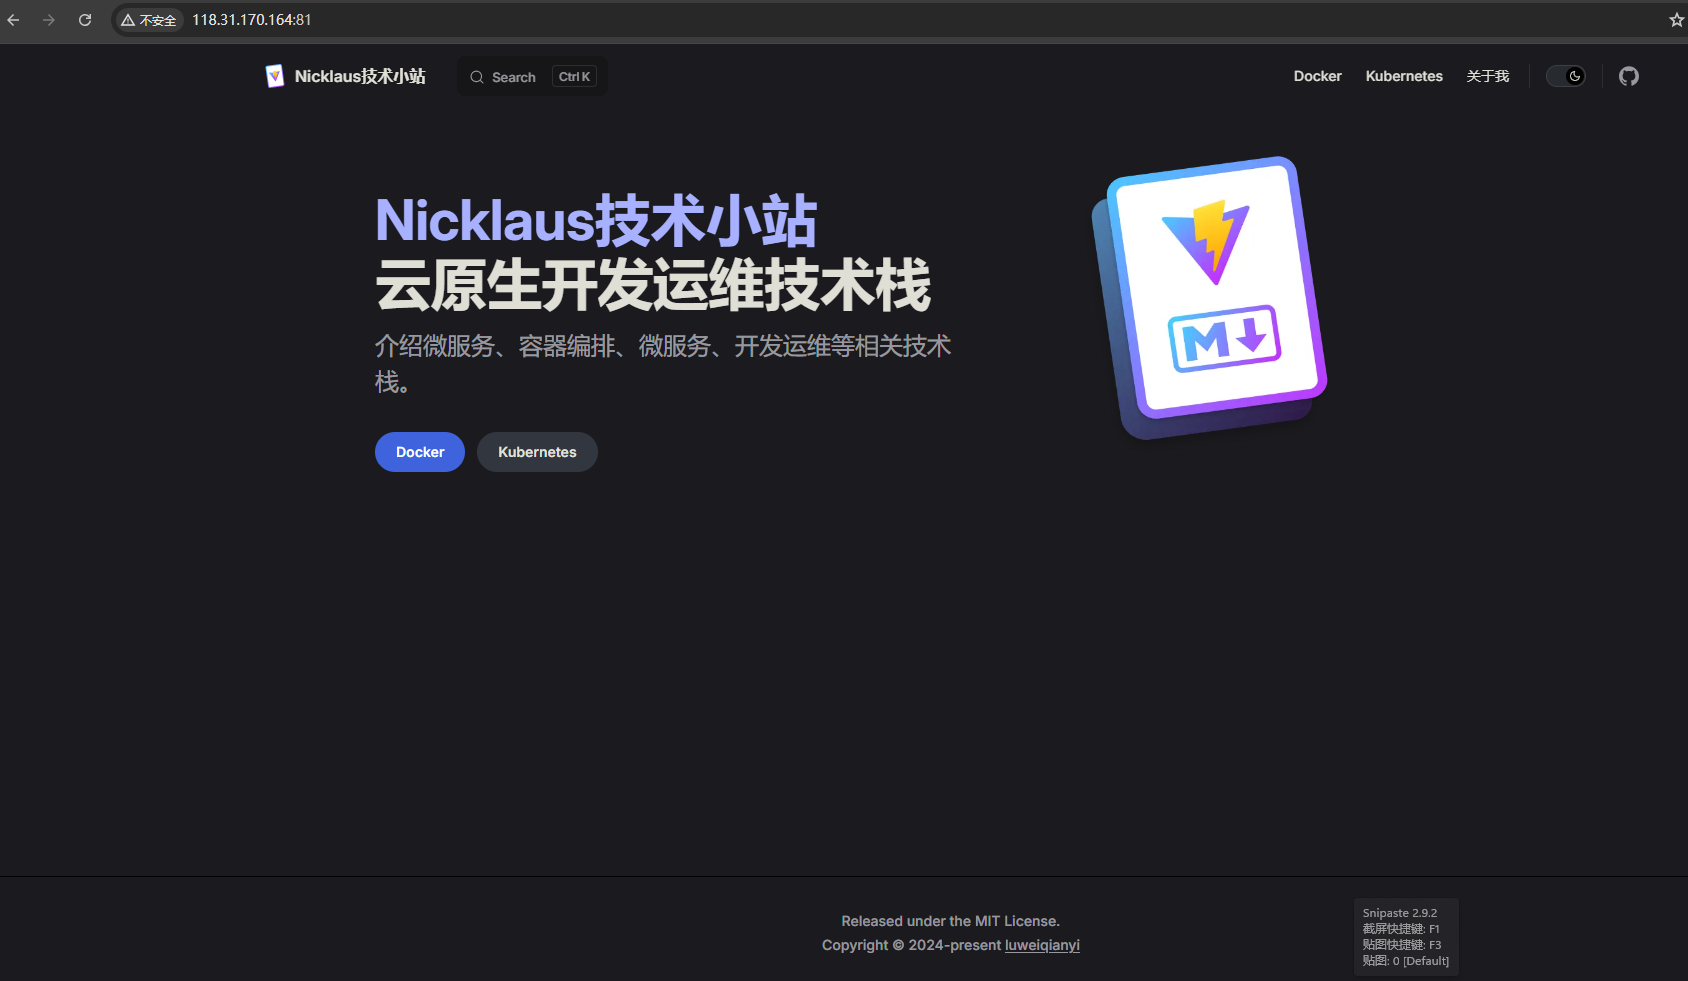 不安全 118.31.170.164:81
Nicklaus技术小站 Search Ctrl K Docker Kubernetes 关于我
Nicklaus技术小站
云原生开发运维技术栈
介绍微服务、容器编排、微服务、开发运维等相关技术
栈。
M
Docker Kubernetes
Released under the MIT License.
Copyright © 2024-present luweiqianyi
Snipaste 2.9.2
截屏快捷键: F1
贴图快捷键: F3
贴图: 0 [Default]